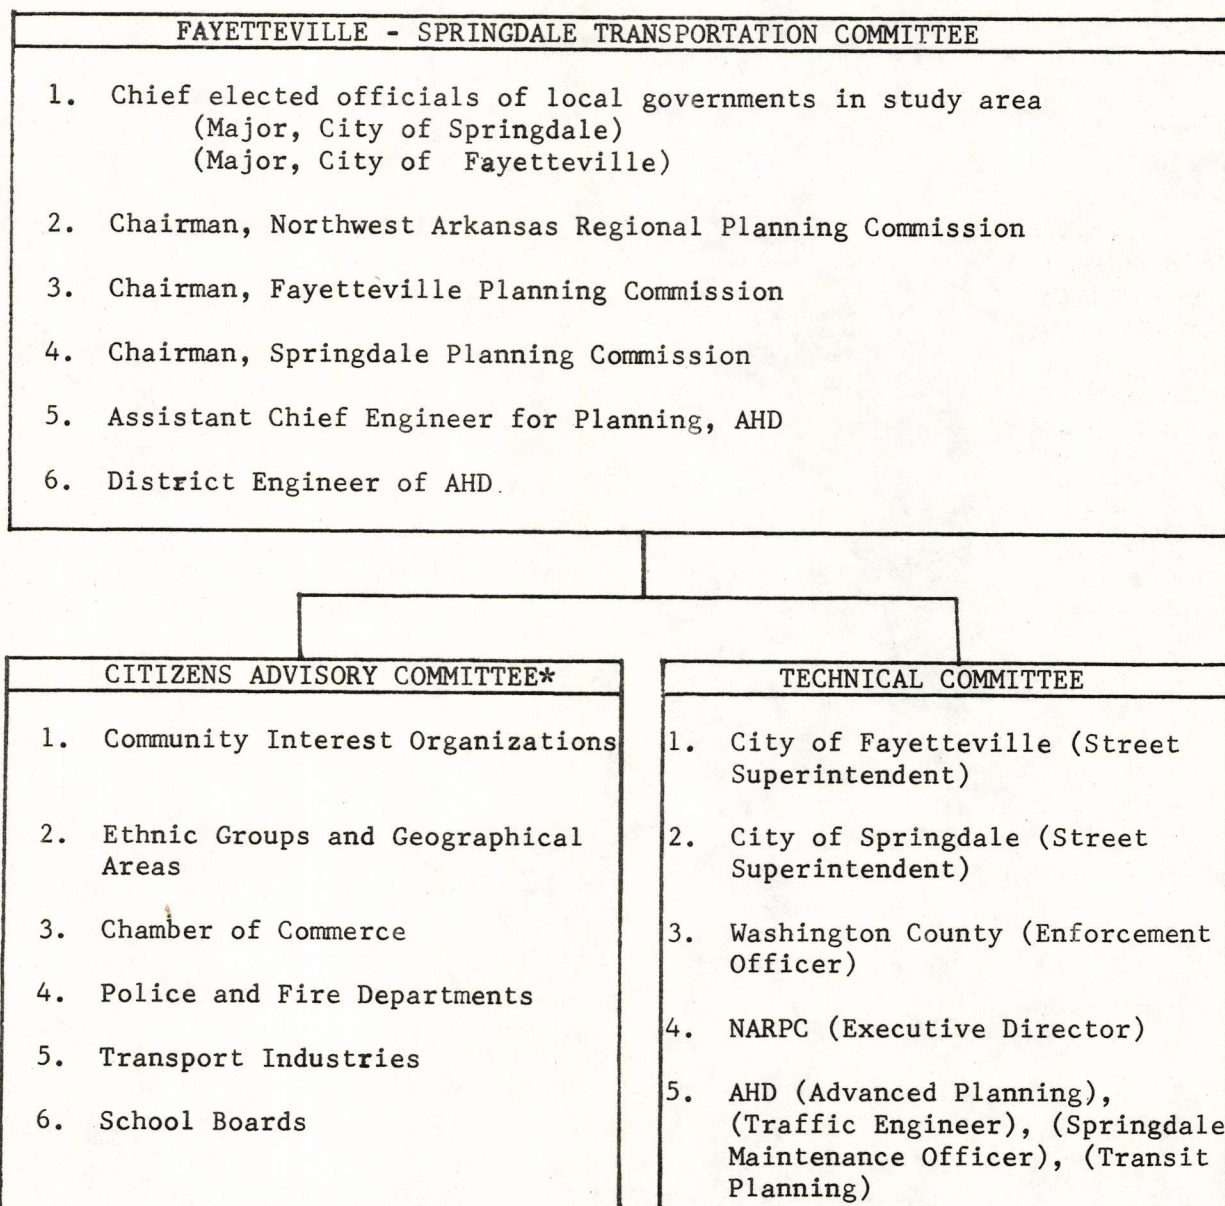 FAYETTEVILLE - SPRINGDALE TRANSPORTATION COMMITTEE
1. Chief elected officials of local governments in study area
(Major, City of Springdale)
(Major, City of Fayetteville)
2. Chairman, Northwest Arkansas Regional Planning Commission
3. Chairman, Fayetteville Planning Commission
4. Chairman, Springdale Planning Commission
5. Assistant Chief Engineer for Planning, AHD
6. District Engineer of AHD
CITIZENS ADVISORY COMMITTEE*
1. Community Interest Organizations
2. Ethnic Groups and Geographical
Areas
3. Chamber of Commerce
4. Police and Fire Departments
5. Transport Industries
6. School Boards
TECHNICAL COMMITTEE
1. City of Fayetteville (Street
Superintendent)
2. City of Springdale (Street
Superintendent)
3. Washington County (Enforcement
Officer)
4. NARPC (Executive Director)
5. AHD (Advanced Planning),
(Traffic Engineer), (Springdale
Maintenance Officer), (Transit
Planning)